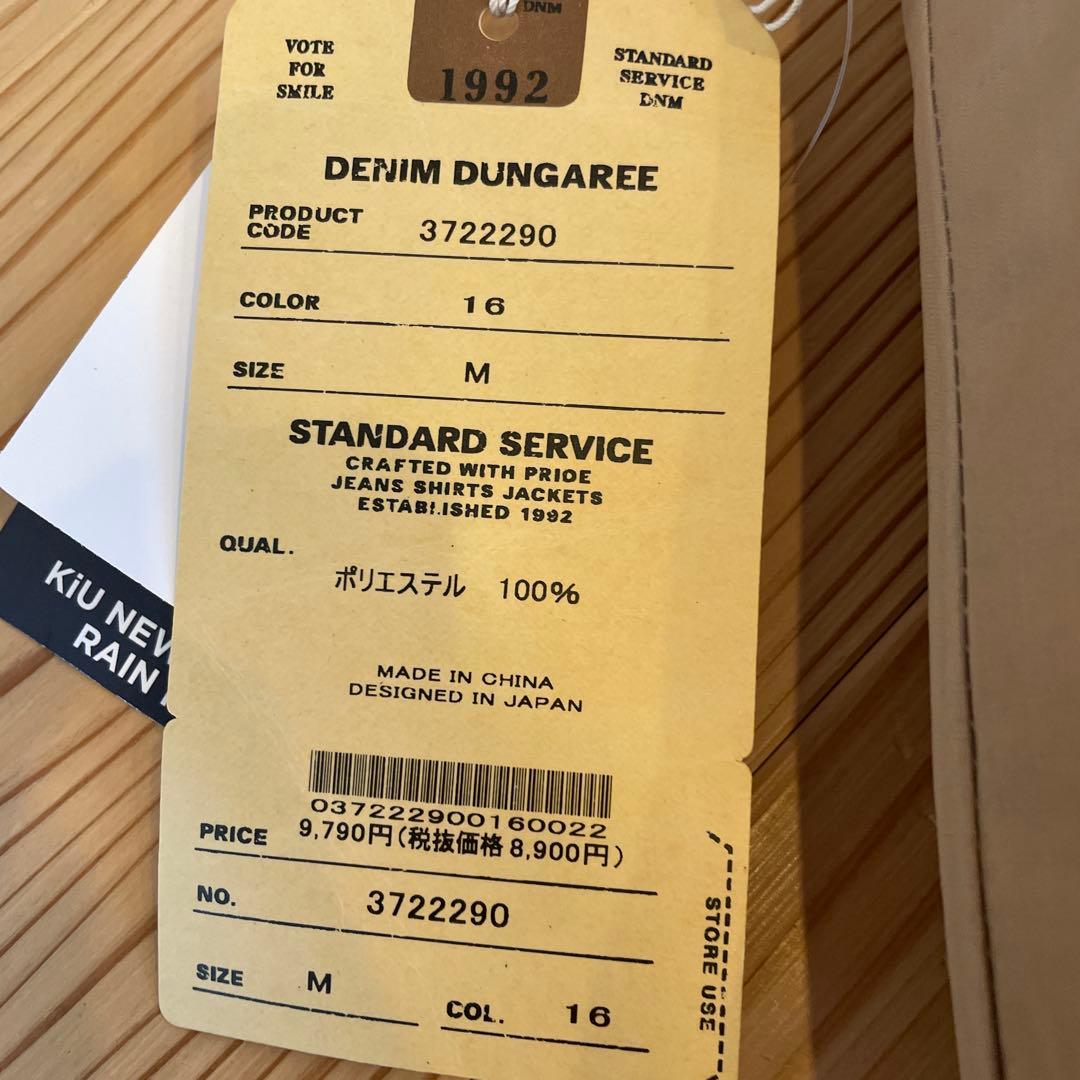 DNM
1992
VOTE
FOR
SMILE
STANDARD
SERVICE
DNM
DENIM DUNGAREE
PRODUCT
CODE 3722290
COLOR 16
SIZE M
STANDARD SERVICE
CRAFTED WITH PRIDE
JEANS SHIRTS JACKETS
ESTABLISHED 1992
QUAL.
ポリエステル 100%
MADE IN CHINA
DESIGNED IN JAPAN
037222900160022
PRICE 9,790円(税抜価格 8,900円)
NO. 3722290
SIZE M COL. 16
STORE USE
KiU NEW
RAIN